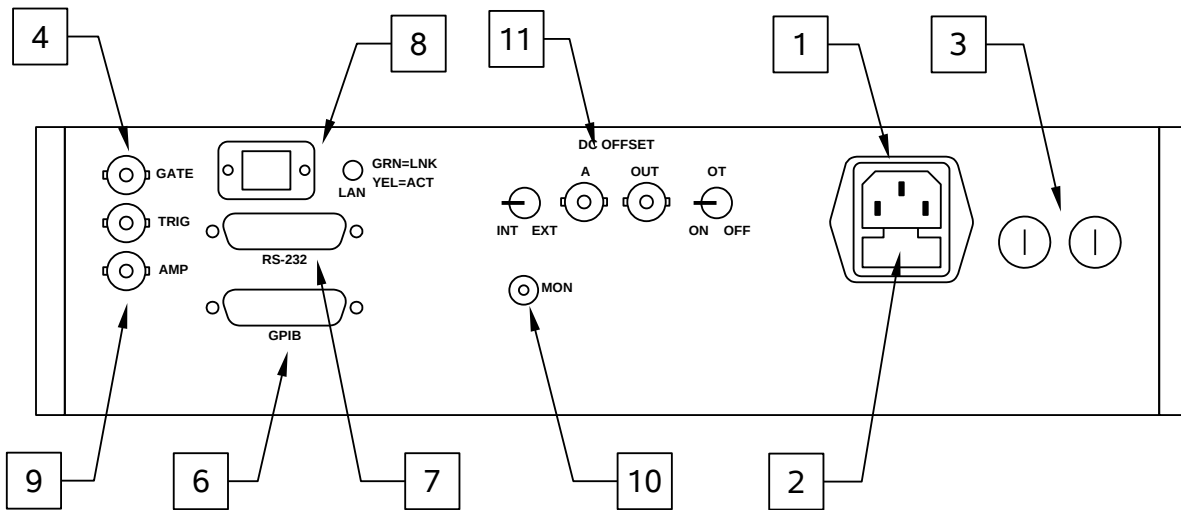 4
8
11
1
3
DC OFFSET
GATE
GRN=LNK
YEL=ACT
LAN
A
OUT
OT
TRIG
INT EXT
ON OFF
RS-232
AMP
MON
GPIB
9
6
7
10
2